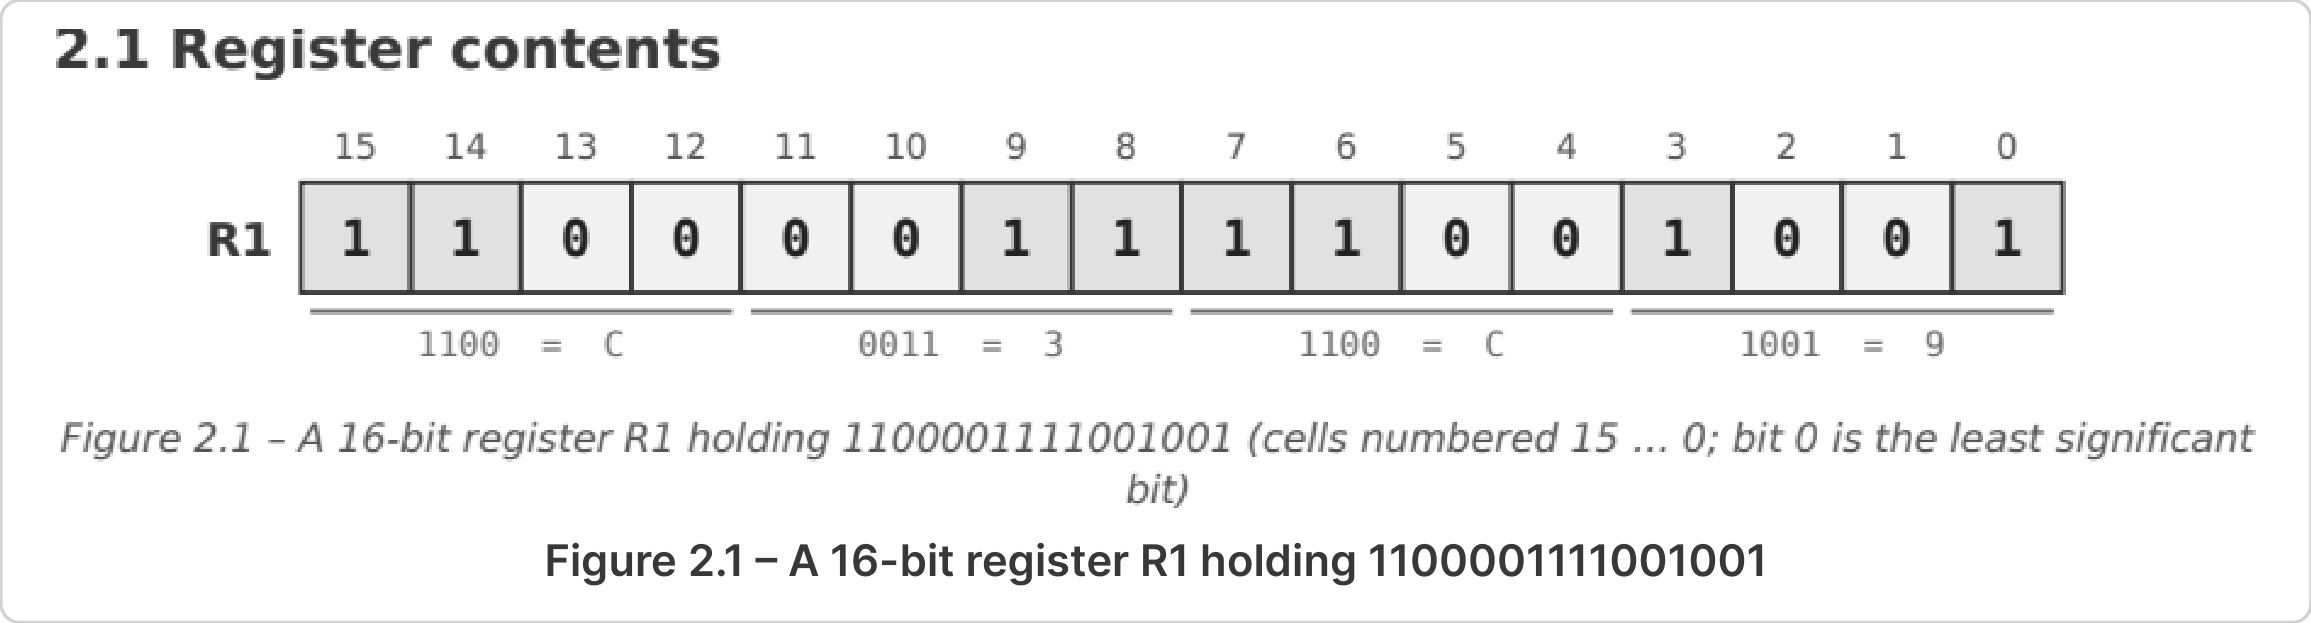 2.1 Register contents
15 14 13 12 11 10 9 8 7 6 5 4 3 2 1 0
R1 1 1 0 0 0 0 1 1 1 1 0 0 1 0 0 1
1100 = C 0011 = 3 1100 = C 1001 = 9
Figure 2.1 – A 16-bit register R1 holding 1100001111001001 (cells numbered 15 ... 0; bit 0 is the least significant
bit)
Figure 2.1 – A 16-bit register R1 holding 1100001111001001